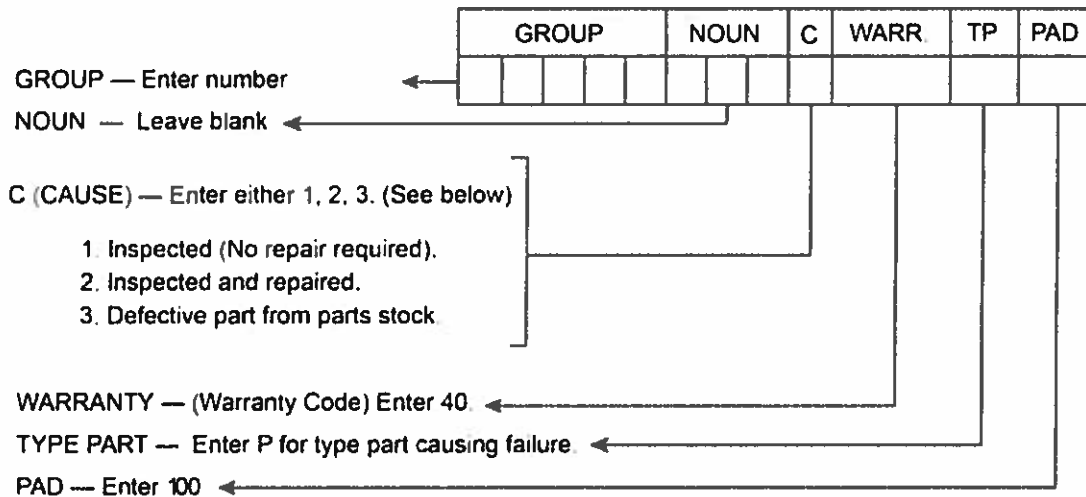 GROUP NOUN C WARR. TP PAD
GROUP — Enter number
NOUN — Leave blank
C (CAUSE) — Enter either 1, 2, 3. (See below)
1. Inspected (No repair required).
2. Inspected and repaired.
3. Defective part from parts stock.
WARRANTY — (Warranty Code) Enter 40.
TYPE PART — Enter P for type part causing failure.
PAD — Enter 100